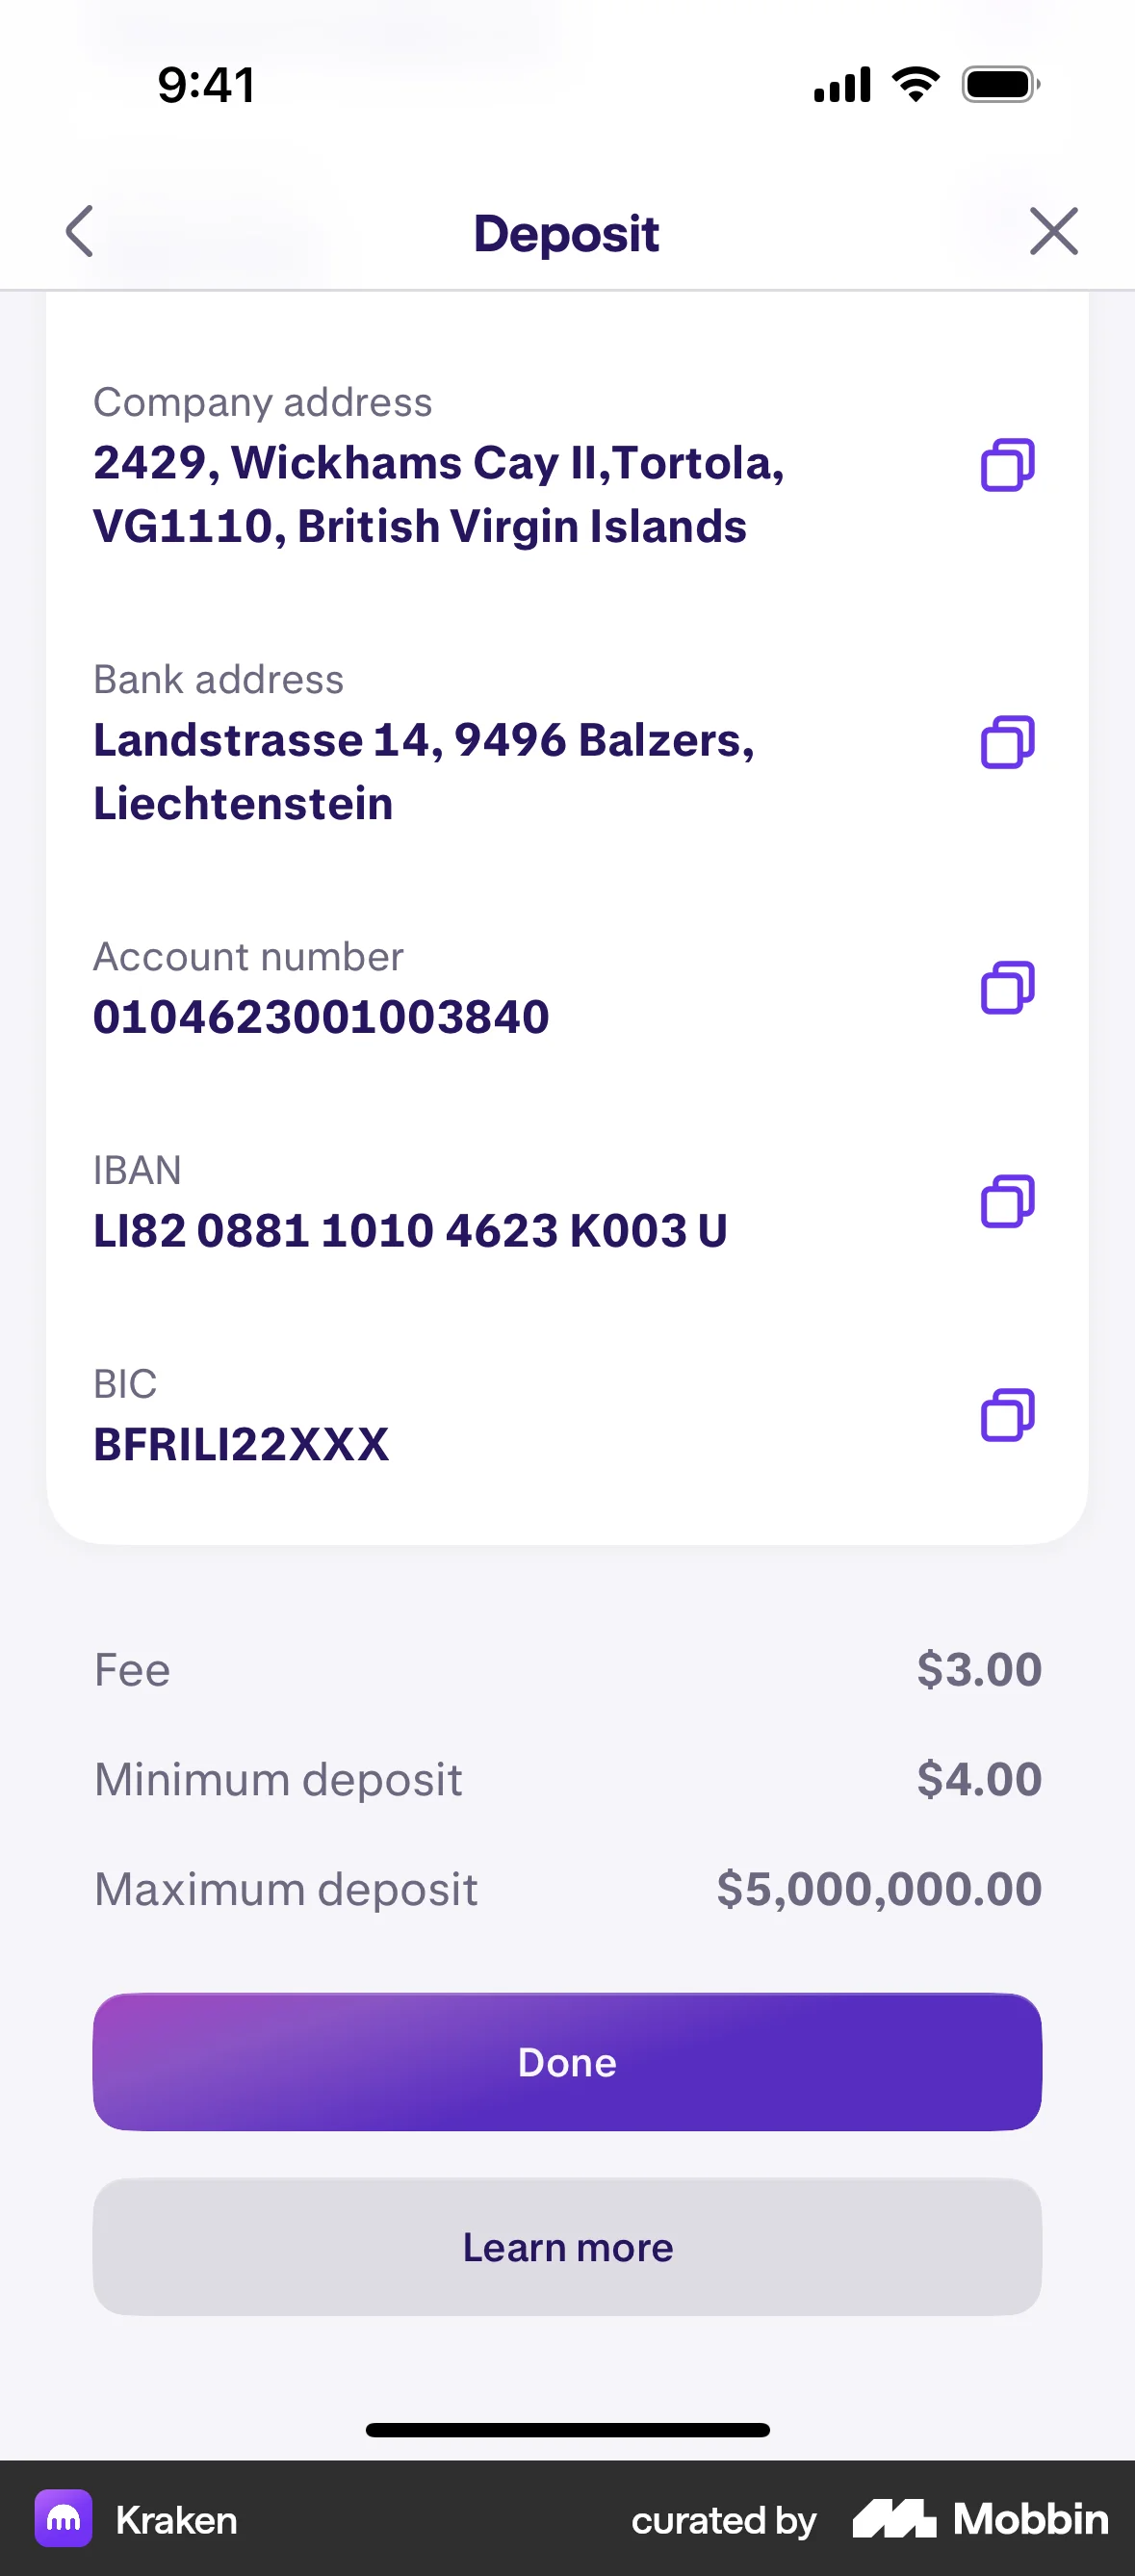 9:41
Deposit
Company address
2429, Wickhams Cay II,Tortola,
VG1110, British Virgin Islands
Bank address
Landstrasse 14, 9496 Balzers,
Liechtenstein
Account number
0104623001003840
IBAN
LI82 0881 1010 4623 K003 U
BIC
BFRILI22XXX
Fee $3.00
Minimum deposit $4.00
Maximum deposit $5,000,000.00
Done
Learn more
Kraken curated by Mobbin